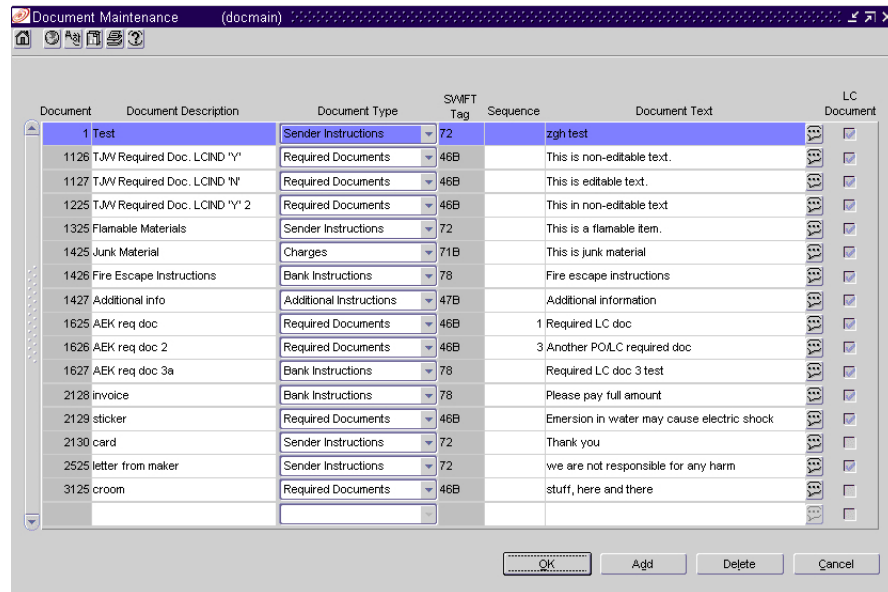 Document Maintenance (docmain)
SWIFT LC
Document Document Description Document Type Tag Sequence Document Text Document
1 Test Sender Instructions 72 zgh test
1126 TJW Required Doc. LCIND 'Y' Required Documents 46B This is non-editable text.
1127 TJW Required Doc. LCIND 'N' Required Documents 46B This is editable text.
1225 TJW Required Doc. LCIND 'Y' 2 Required Documents 46B This in non-editable text
1325 Flamable Materials Sender Instructions 72 This is a flamable item.
1425 Junk Material Charges 71B This is junk material
1426 Fire Escape Instructions Bank Instructions 78 Fire escape instructions
1427 Additional info Additional Instructions 47B Additional information
1625 AEK req doc Required Documents 46B 1 Required LC doc
1626 AEK req doc 2 Required Documents 46B 3 Another PO/LC required doc
1627 AEK req doc 3a Bank Instructions 78 Required LC doc 3 test
2128 invoice Bank Instructions 78 Please pay full amount
2129 sticker Required Documents 46B Emersion in water may cause electric shock
2130 card Sender Instructions 72 Thank you
2525 letter from maker Sender Instructions 72 we are not responsible for any harm
3125 croom Required Documents 46B stuff, here and there
OK Add Delete Cancel